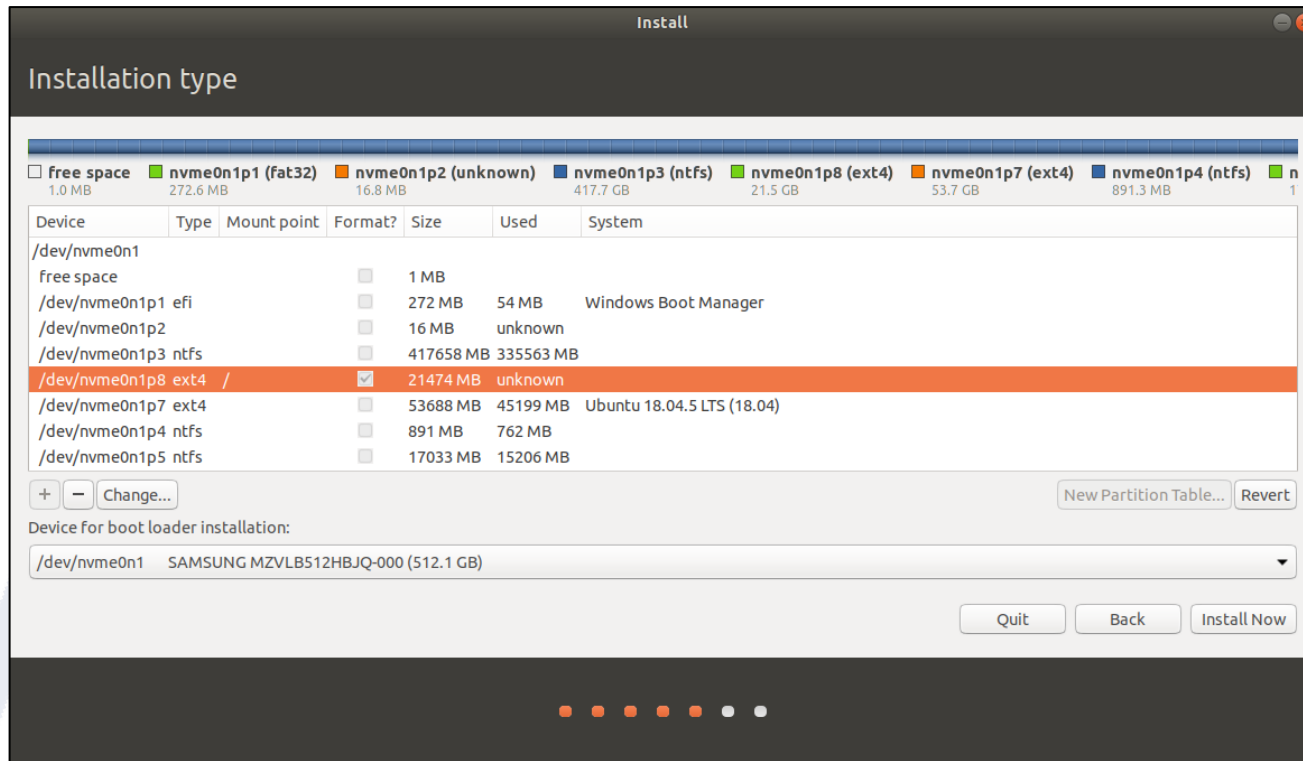 Install
Installation type
free space nvme0n1p1 (fat32) nvme0n1p2 (unknown) nvme0n1p3 (ntfs) nvme0n1p8 (ext4) nvme0n1p7 (ext4) nvme0n1p4 (ntfs) n
1.0 MB 272.6 MB 16.8 MB 417.7 GB 21.5 GB 53.7 GB 891.3 MB 1
Device Type Mount point Format? Size Used System
/dev/nvme0n1
free space 1 MB
/dev/nvme0n1p1 efi 272 MB 54 MB Windows Boot Manager
/dev/nvme0n1p2 16 MB unknown
/dev/nvme0n1p3 ntfs 417658 MB 335563 MB
/dev/nvme0n1p8 ext4 / 21474 MB unknown
/dev/nvme0n1p7 ext4 53688 MB 45199 MB Ubuntu 18.04.5 LTS (18.04)
/dev/nvme0n1p4 ntfs 891 MB 762 MB
/dev/nvme0n1p5 ntfs 17033 MB 15206 MB
+ − Change... New Partition Table... Revert
Device for boot loader installation:
/dev/nvme0n1 SAMSUNG MZVLB512HBJQ-000 (512.1 GB)
Quit Back Install Now